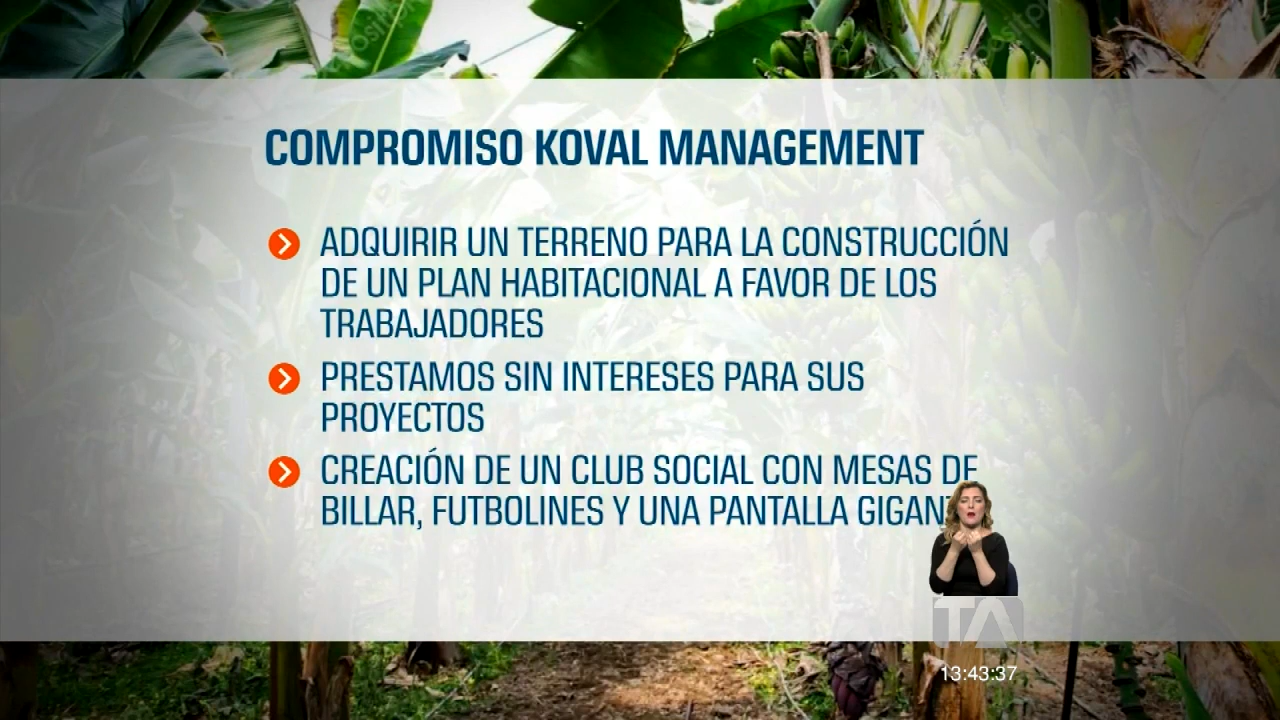 COMPROMISO KOVAL MANAGEMENT
ADQUIRIR UN TERRENO PARA LA CONSTRUCCIÓN
DE UN PLAN HABITACIONAL A FAVOR DE LOS
TRABAJADORES
PRESTAMOS SIN INTERESES PARA SUS
PROYECTOS
CREACIÓN DE UN CLUB SOCIAL CON MESAS DE
BILLAR, FUTBOLINES Y UNA PANTALLA
TA
13:43:37